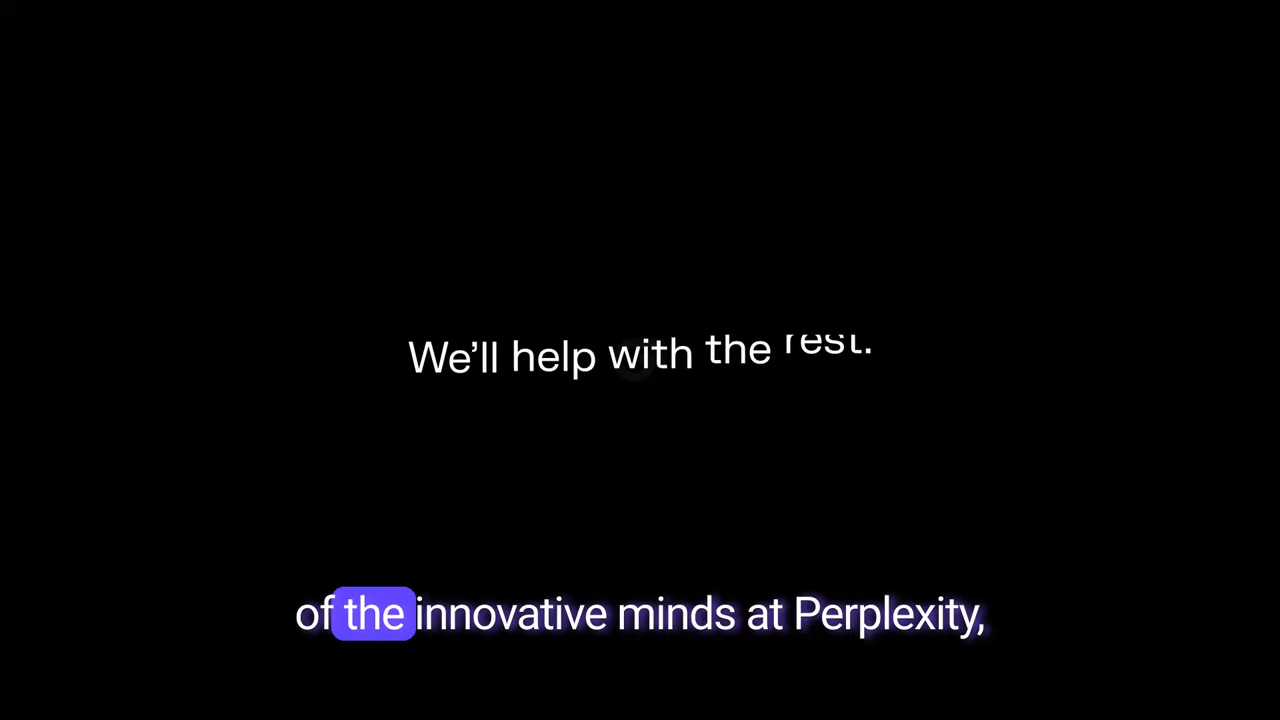 We’ll help with the rest.
of the innovative minds at Perplexity,